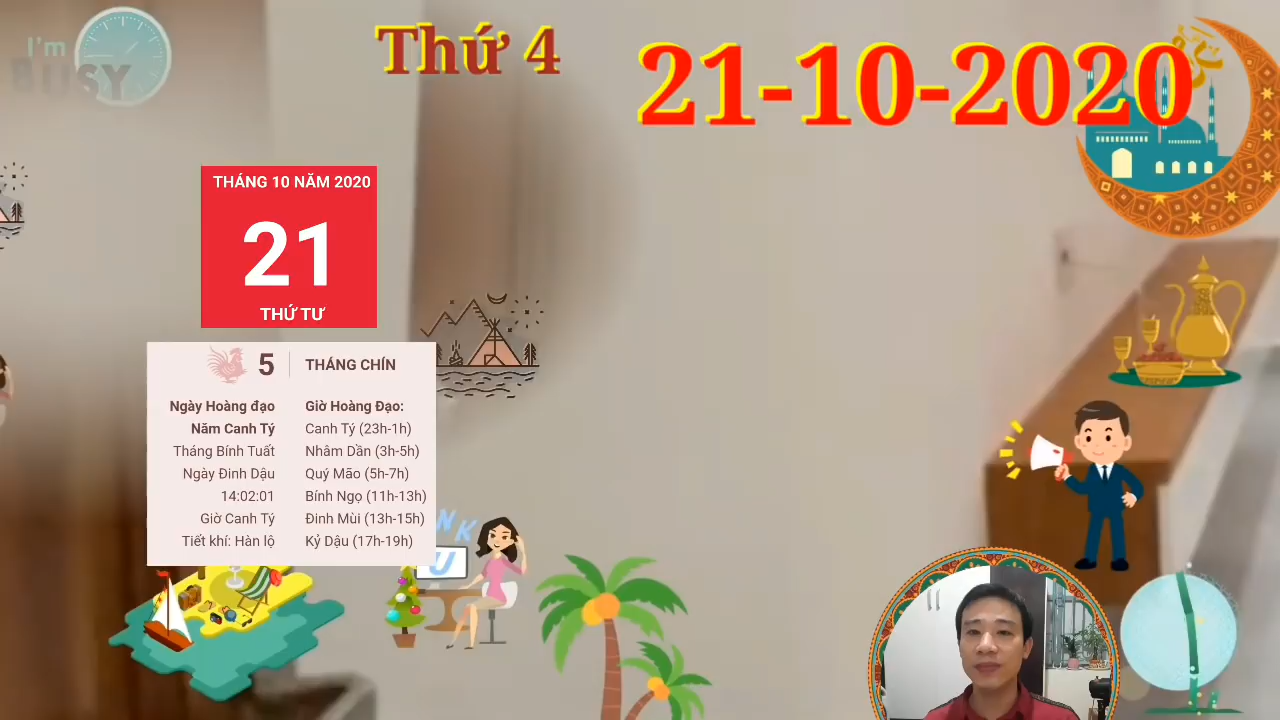 I'm
BUSY
Thứ 4
21-10-2020
THÁNG 10 NĂM 2020
21
THỨ TƯ
5
THÁNG CHÍN
Ngày Hoàng đạo
Năm Canh Tý
Tháng Bính Tuất
Ngày Đinh Dậu
14:02:01
Giờ Canh Tý
Tiết khí: Hàn lộ
Giờ Hoàng Đạo:
Canh Tý (23h-1h)
Nhâm Dần (3h-5h)
Quý Mão (5h-7h)
Bính Ngọ (11h-13h)
Đinh Mùi (13h-15h)
Kỷ Dậu (17h-19h)
NK
U